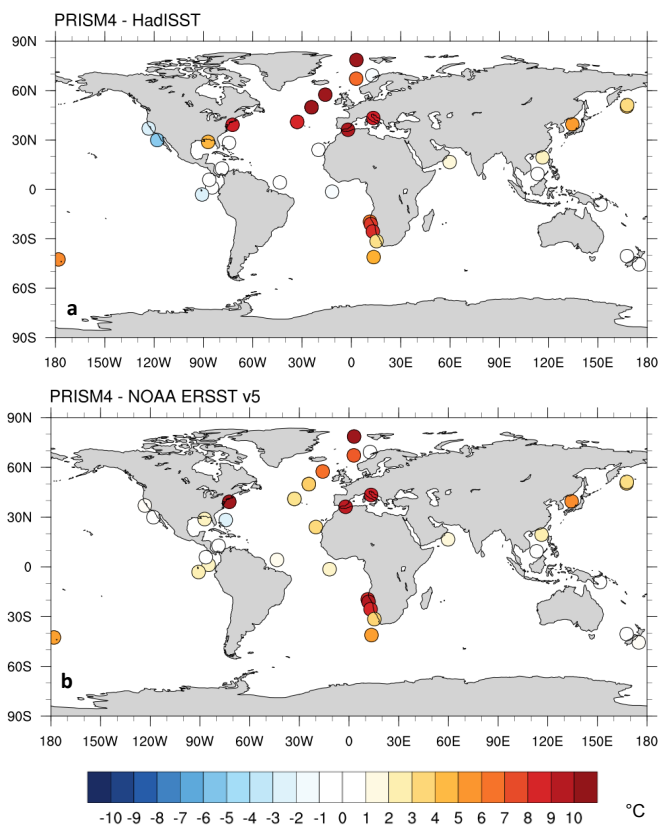 PRISM4 - HadISST
90N
60N
30N
0
30S
60S
90S
a
180 150W 120W 90W 60W 30W 0 30E 60E 90E 120E 150E 180
PRISM4 - NOAA ERSST v5
90N
60N
30N
0
30S
60S
90S
b
180 150W 120W 90W 60W 30W 0 30E 60E 90E 120E 150E 180
-10 -9 -8 -7 -6 -5 -4 -3 -2 -1 0 1 2 3 4 5 6 7 8 9 10 °C